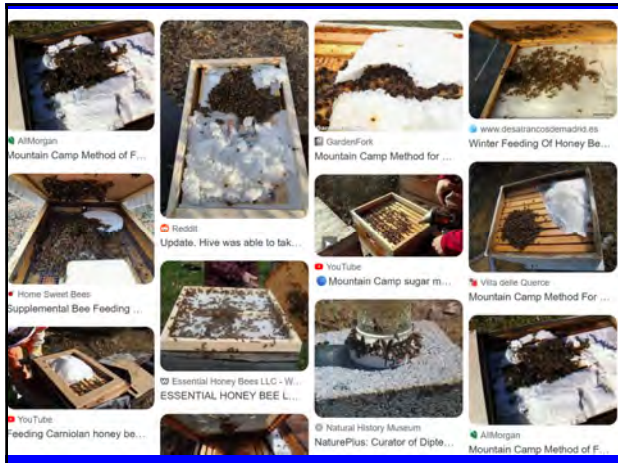 AllMorgan
Mountain Camp Method of F...
Home Sweet Bees
Supplemental Bee Feeding ...
YouTube
Feeding Carniolan honey be...
Reddit
Update. Hive was able to tak...
Essential Honey Bees LLC - W...
ESSENTIAL HONEY BEE L...
GardenFork
Mountain Camp Method for ...
YouTube
Mountain Camp sugar m...
Natural History Museum
NaturePlus: Curator of Dipte...
www.desatrancosdemadrid.es
Winter Feeding Of Honey Be...
Villa delle Querce
Mountain Camp Method For ...
AllMorgan
Mountain Camp Method of F...